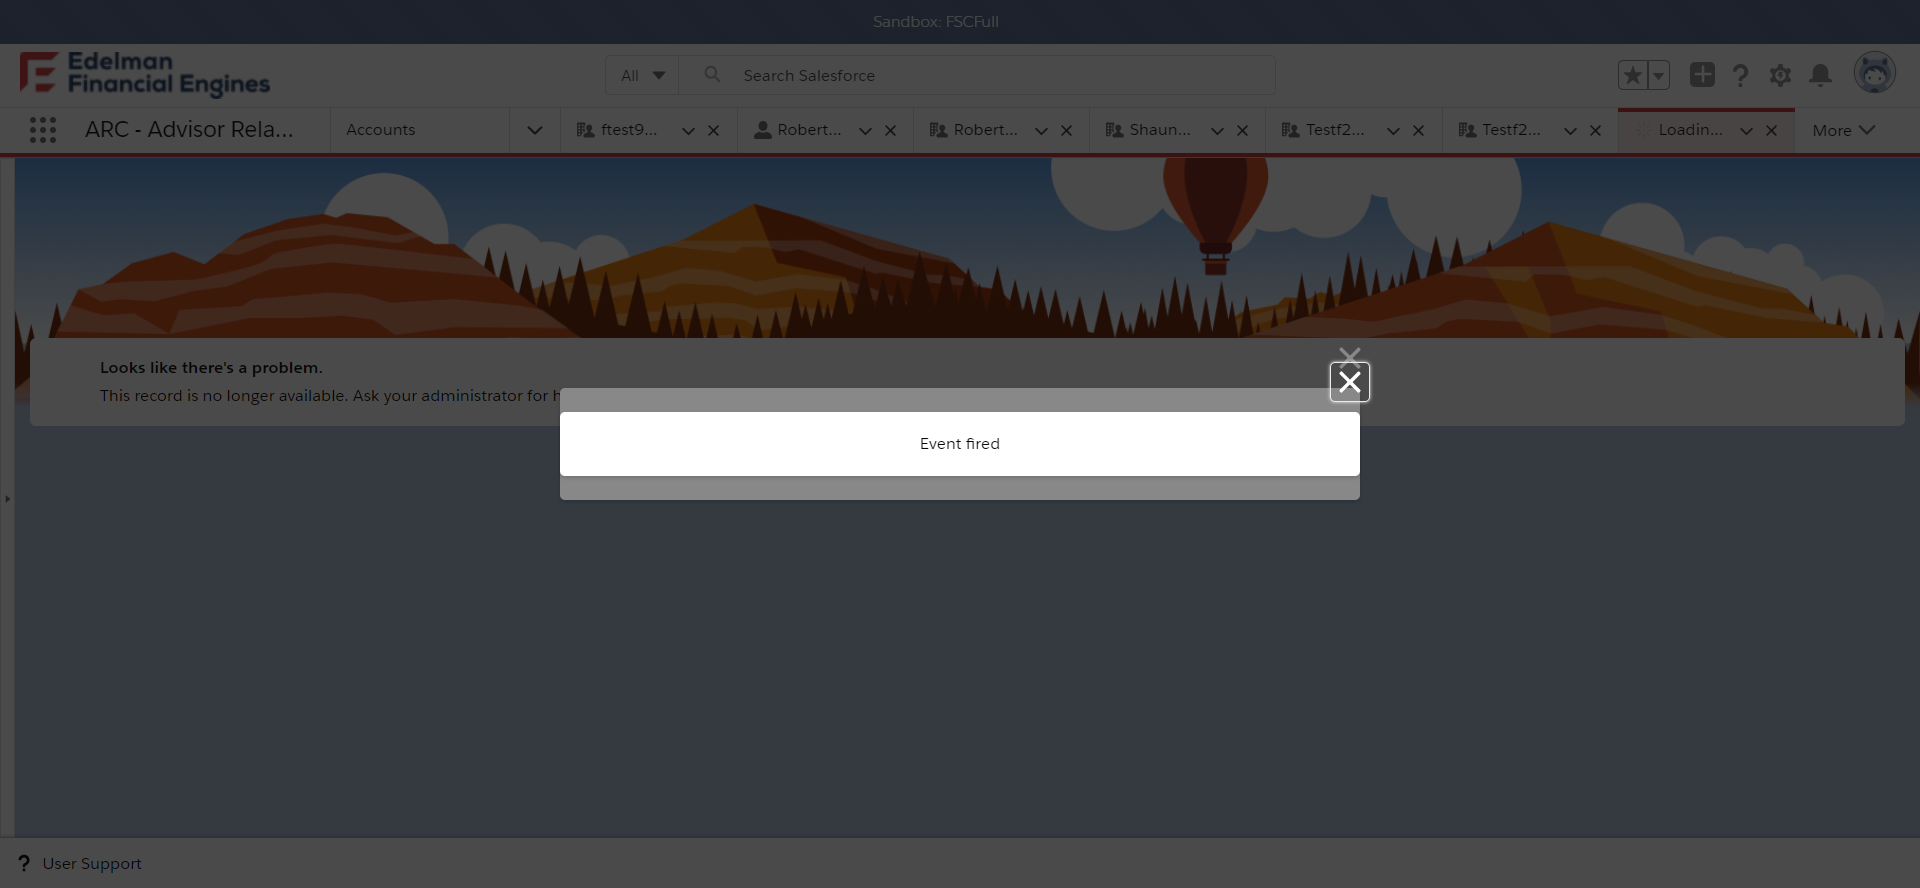 Sandbox: FSCFull
Edelman
Financial Engines
All
Search Salesforce
ARC - Advisor Rela...
Accounts
ftest9...
Robert...
Robert...
Shaun...
Testf2...
Testf2...
Loadin...
More
Looks like there's a problem.
This record is no longer available. Ask your administrator for
Event fired
User Support